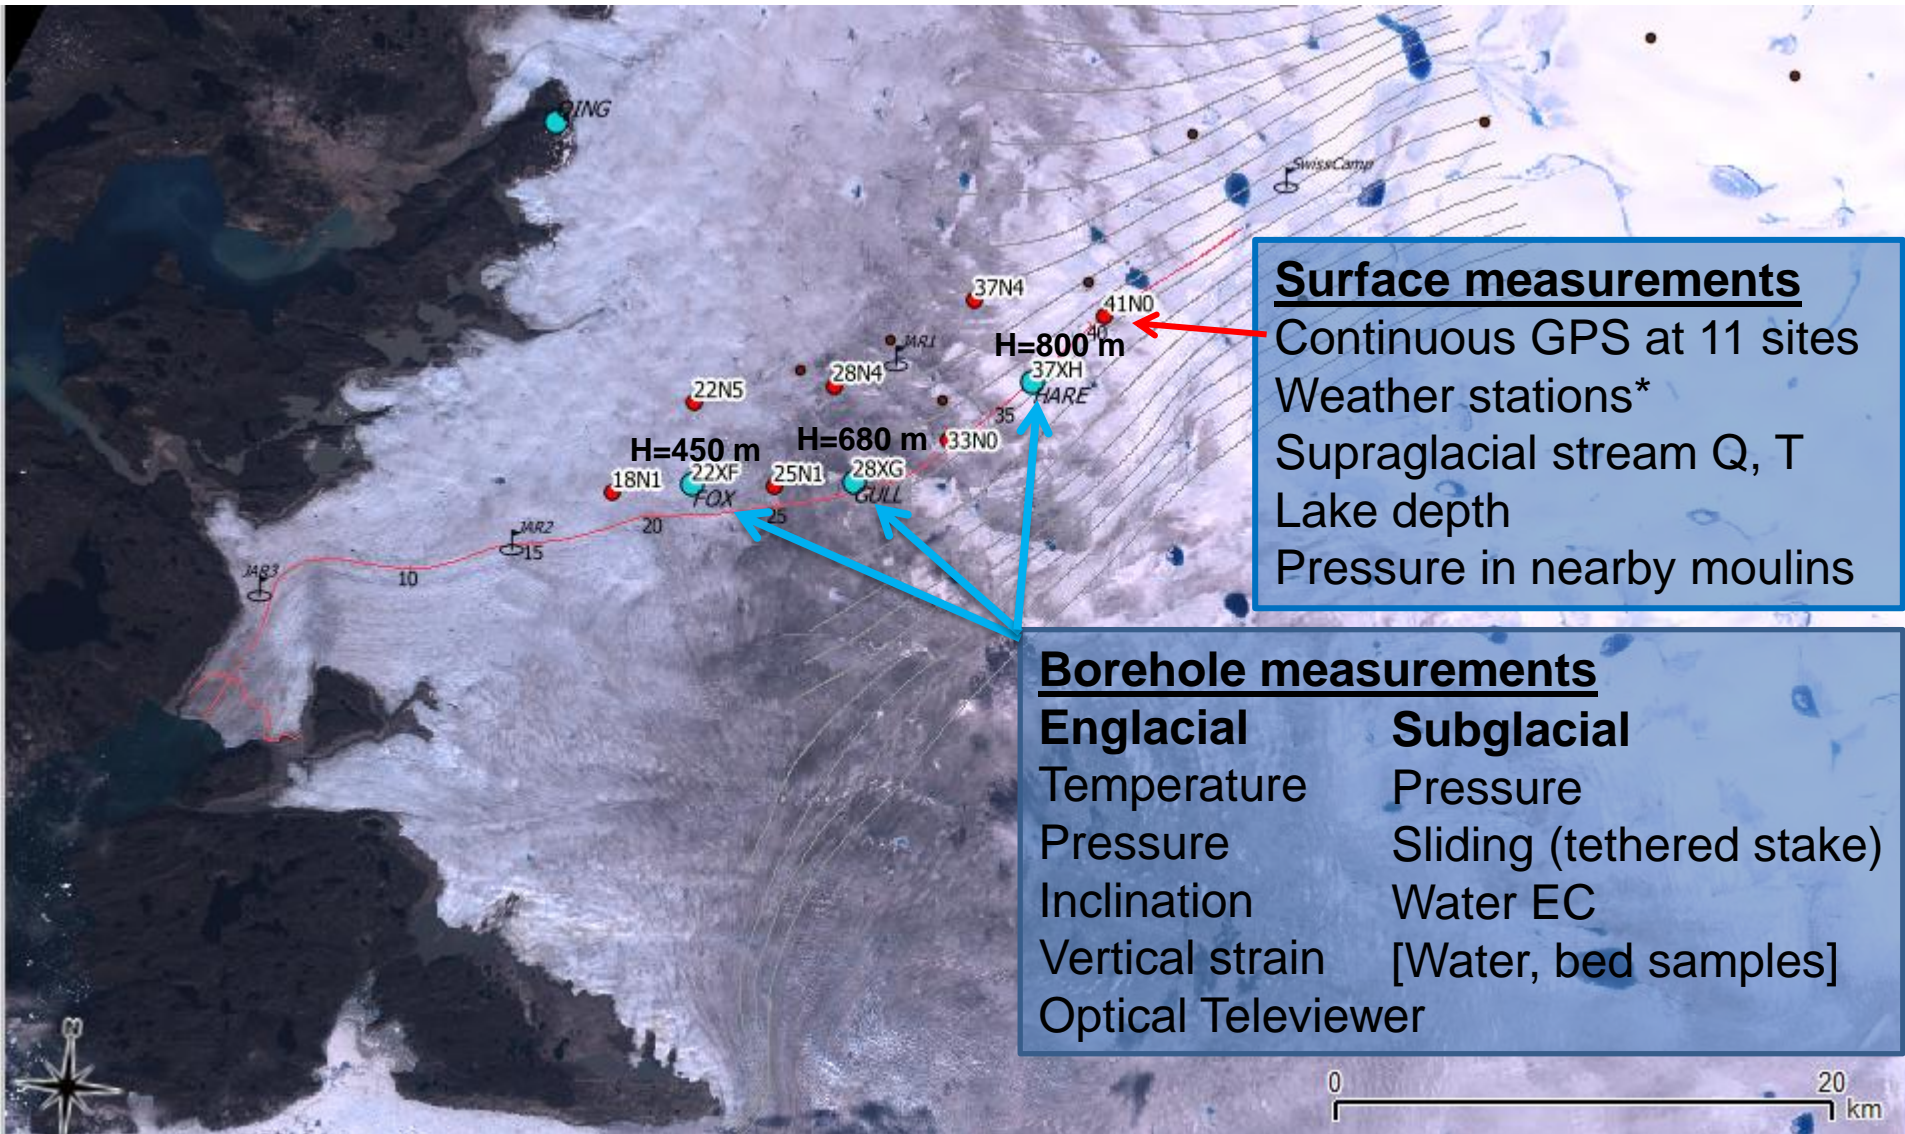 QING
SwissCamp
37N4
41N0
40
JAR1
H=800 m
37XH
HARE
35
28N4
22N5
33N0
H=450 m
H=680 m
22XF
FOX
18N1
25N1
28XG
GULL
25
20
JAR2
15
JAR3
10
Surface measurements
Continuous GPS at 11 sites
Weather stations*
Supraglacial stream Q, T
Lake depth
Pressure in nearby moulins
Borehole measurements
Englacial
Temperature
Pressure
Inclination
Vertical strain
Optical Televiewer
Subglacial
Pressure
Sliding (tethered stake)
Water EC
[Water, bed samples]
N
0 20
km